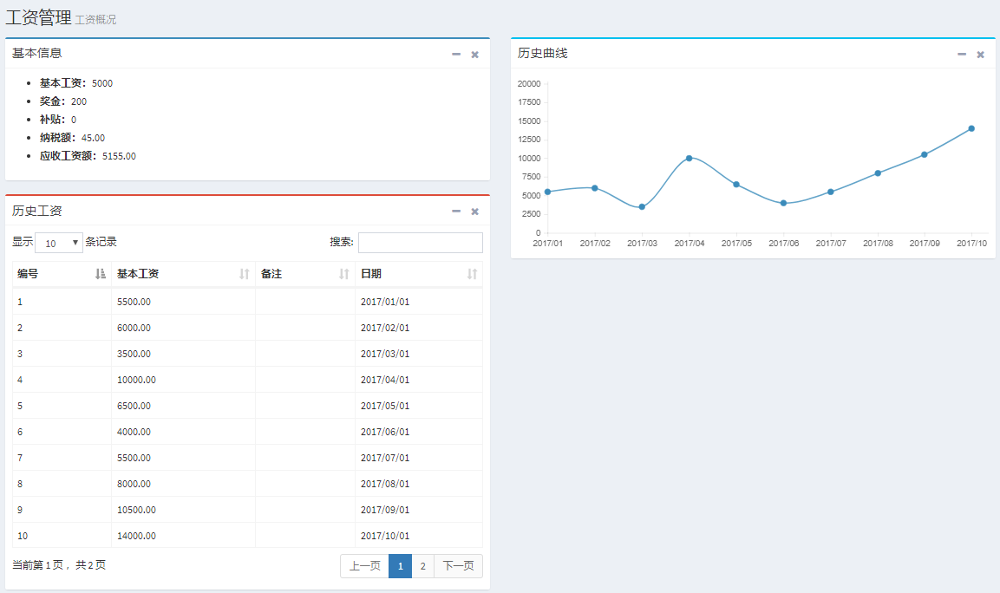 工资管理 工资概况
基本信息
基本工资：5000
奖金：200
补贴：0
纳税额：45.00
应收工资额：5155.00
历史工资
显示 10 条记录 搜索:
编号 基本工资 备注 日期
1 5500.00 2017/01/01
2 6000.00 2017/02/01
3 3500.00 2017/03/01
4 10000.00 2017/04/01
5 6500.00 2017/05/01
6 4000.00 2017/06/01
7 5500.00 2017/07/01
8 8000.00 2017/08/01
9 10500.00 2017/09/01
10 14000.00 2017/10/01
当前第 1 页 ，共 2 页 上一页 1 2 下一页
历史曲线
20000
17500
15000
12500
10000
7500
5000
2500
0
2017/01 2017/02 2017/03 2017/04 2017/05 2017/06 2017/07 2017/08 2017/09 2017/10